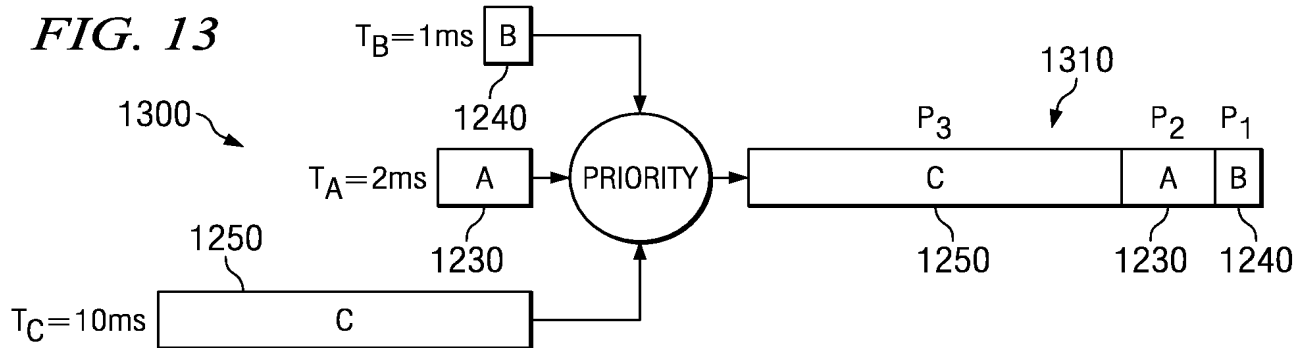 FIG. 13
T_B=1ms B
1240
1300
1310
P_3 P_2 P_1
T_A=2ms A PRIORITY C A B
1230 1250 1230 1240
1250
T_C=10ms C